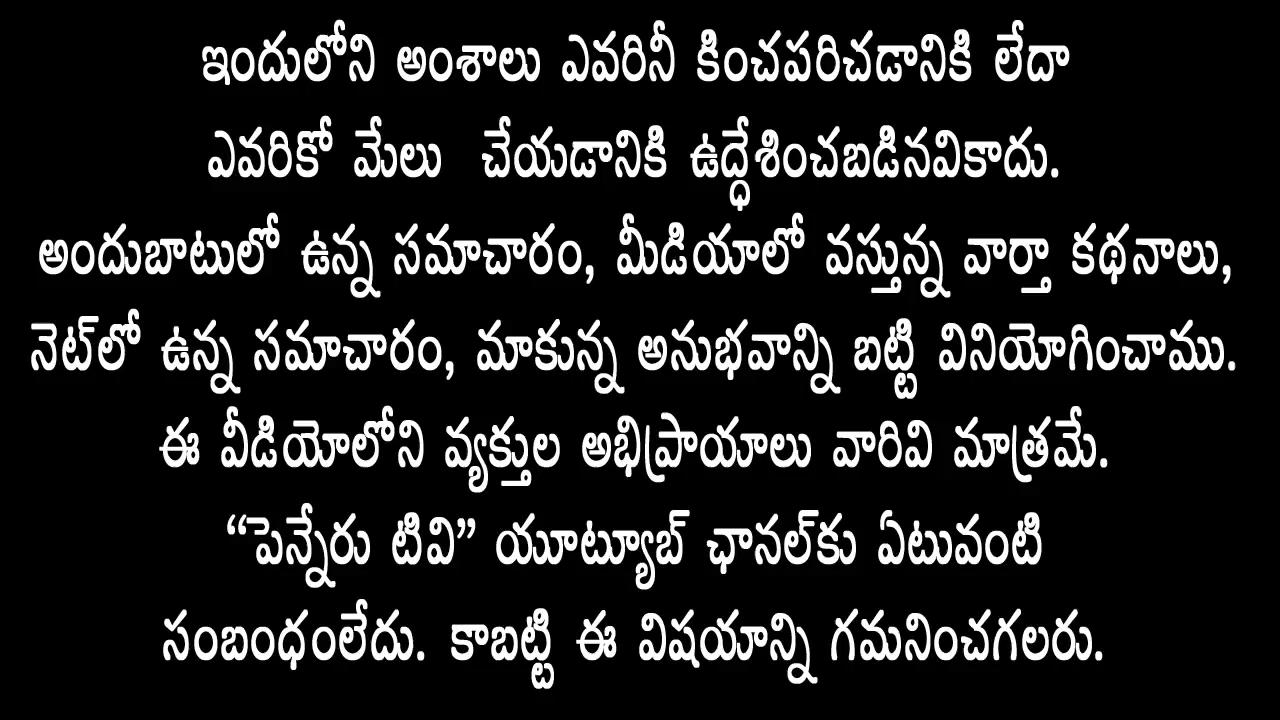 ఇందులోని అంశాలు ఎవరినీ కించపరిచడానికి లేదా
ఎవరికో మేలు చేయడానికి ఉద్ధేశించబడినవికాదు.
అందుబాటులో ఉన్న సమాచారం, మీడియాలో వస్తున్న వార్తా కథనాలు,
నెట్‌లో ఉన్న సమాచారం, మాకున్న అనుభవాన్ని బట్టి వినియోగించాము.
ఈ వీడియోలోని వ్యక్తుల అభిప్రాయాలు వారివి మాత్రమే.
“పెన్నేరు టివి” యూట్యూబ్ ఛానల్‌కు ఏటువంటి
సంబంధంలేదు. కాబట్టి ఈ విషయాన్ని గమనించగలరు.